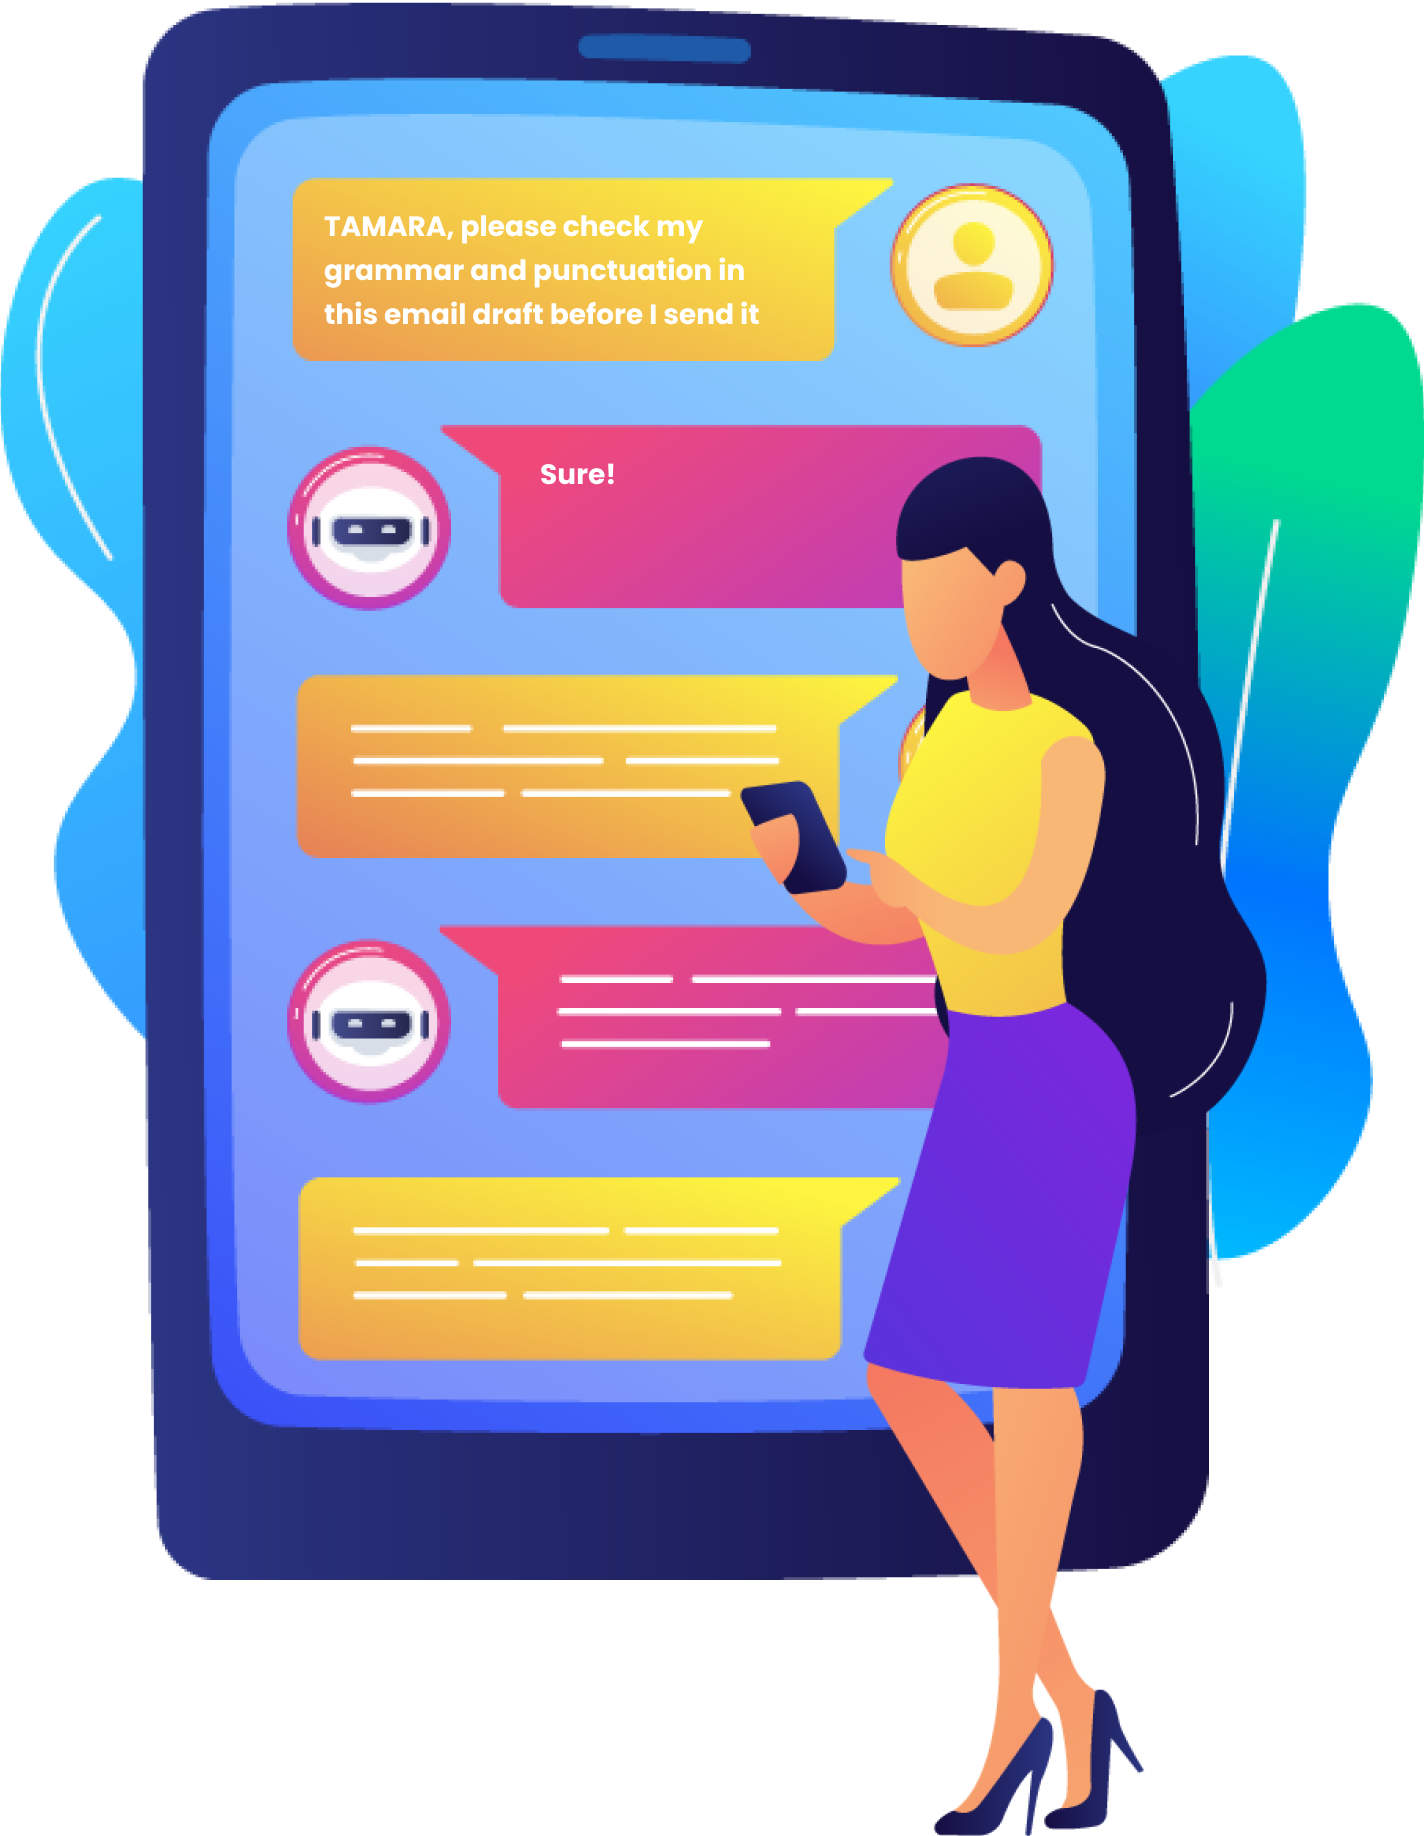 TAMARA, please check my
grammar and punctuation in
this email draft before I send it
Sure!